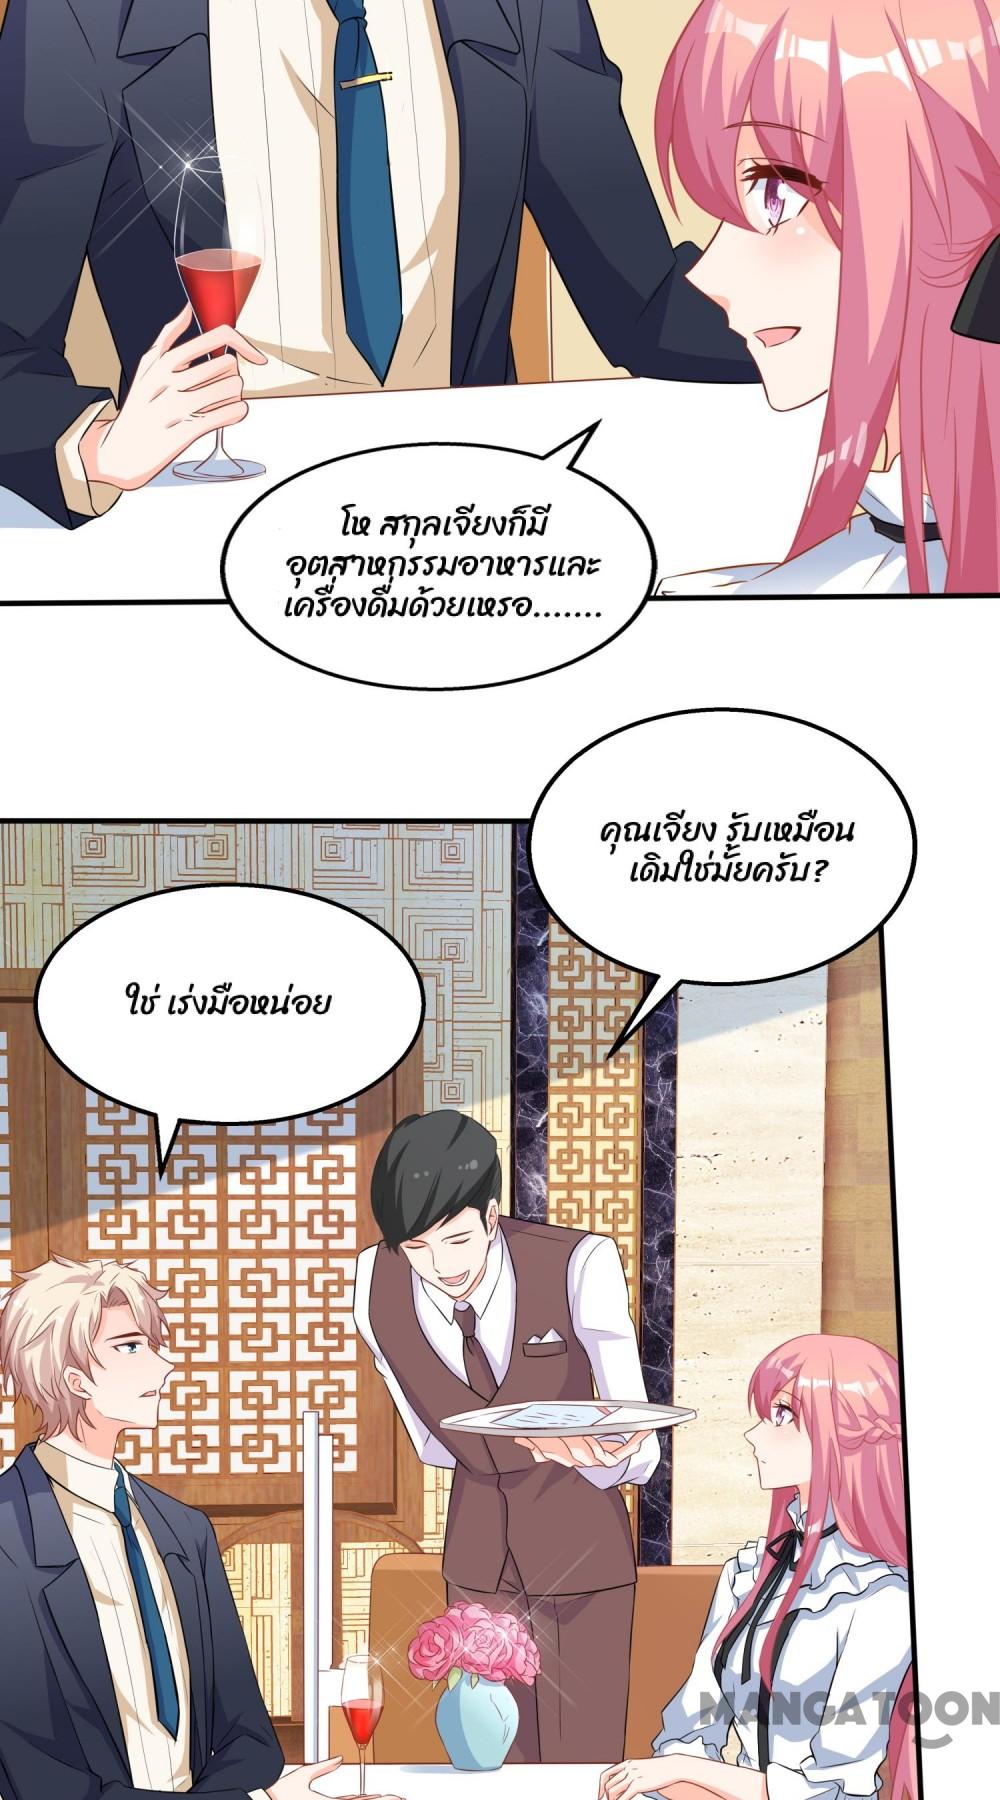 โห สกุลเจียงก็มี
อุตสาหกรรมอาหารและ
เครื่องดื่มด้วยเหรอ.......
คุณเจียง รับเหมือน
เดิมใช่มั้ยครับ?
ใช่ เร่งมือหน่อย
MANGATOON